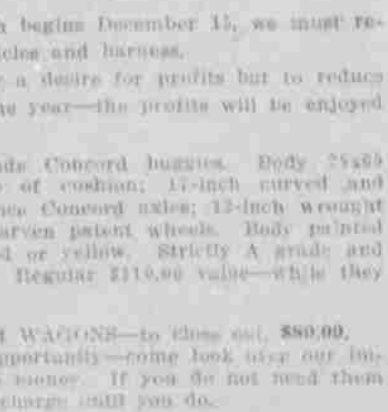 begins December 15, we must re-
cles and harness.
a desire for profits but to reduce
year—the profits will be enjoyed
Concord buggies. Body
of cushion; 17-inch curved and
Concord axles; 12-inch wrought
patent wheels. Body painted
or yellow. Strictly A grade and
Regular $110.00 value—while they
WAGONS—to close out, $80.00,
opportunity—come look over our im-
money. If you do not need them
charge until you do.